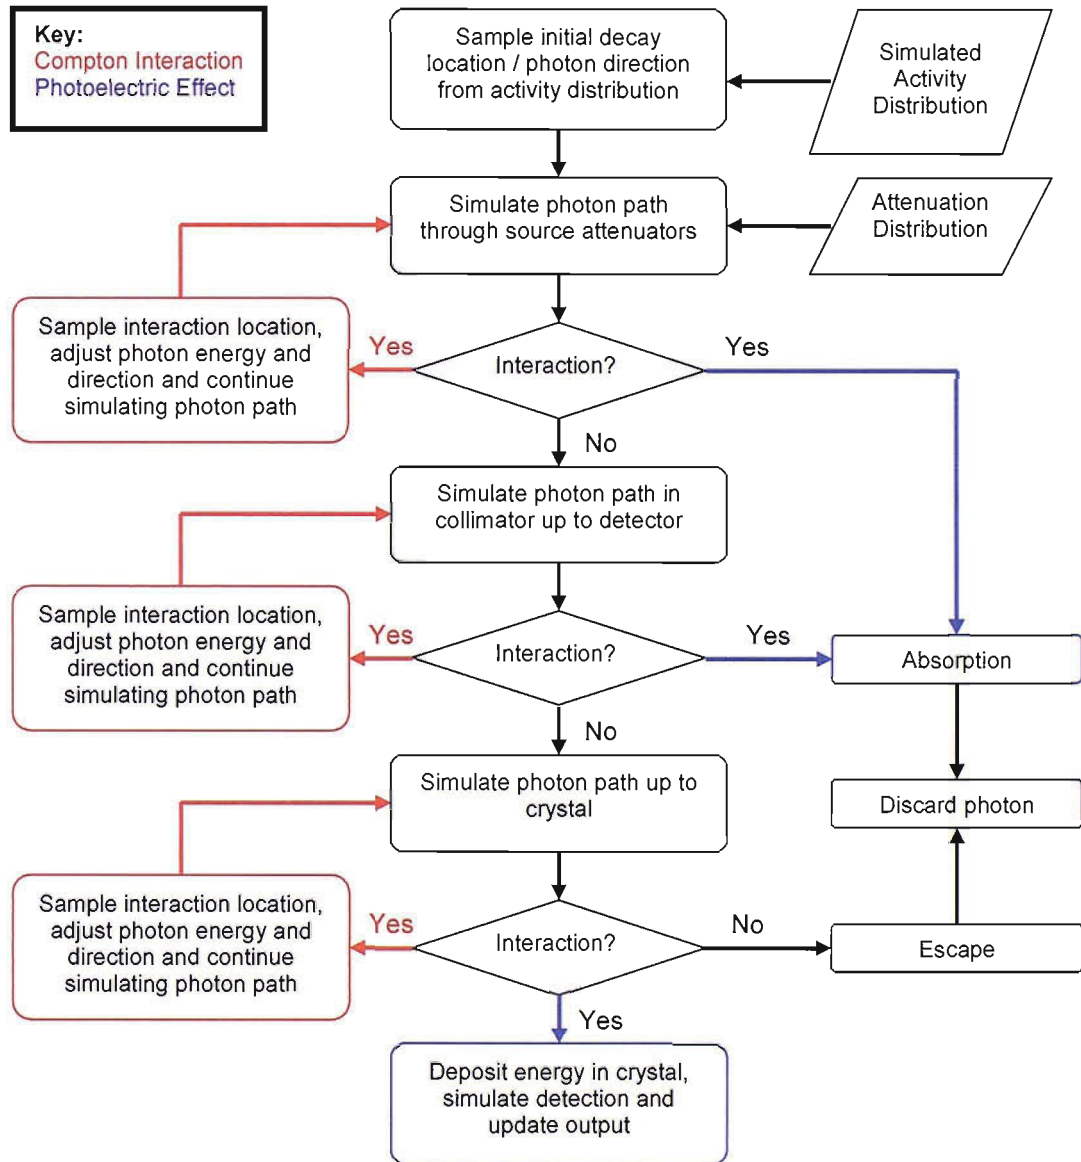 Key:
Compton Interaction
Photoelectric Effect
Sample initial decay
location / photon direction
from activity distribution
Simulated
Activity
Distribution
Simulate photon path
through source attenuators
Attenuation
Distribution
Sample interaction location,
adjust photon energy and
direction and continue
simulating photon path
Yes
Interaction?
Yes
No
Simulate photon path in
collimator up to detector
Sample interaction location,
adjust photon energy and
direction and continue
simulating photon path
Yes
Interaction?
Yes
Absorption
No
Simulate photon path up to
crystal
Discard photon
Sample interaction location,
adjust photon energy and
direction and continue
simulating photon path
Yes
Interaction?
No
Escape
Yes
Deposit energy in crystal,
simulate detection and
update output